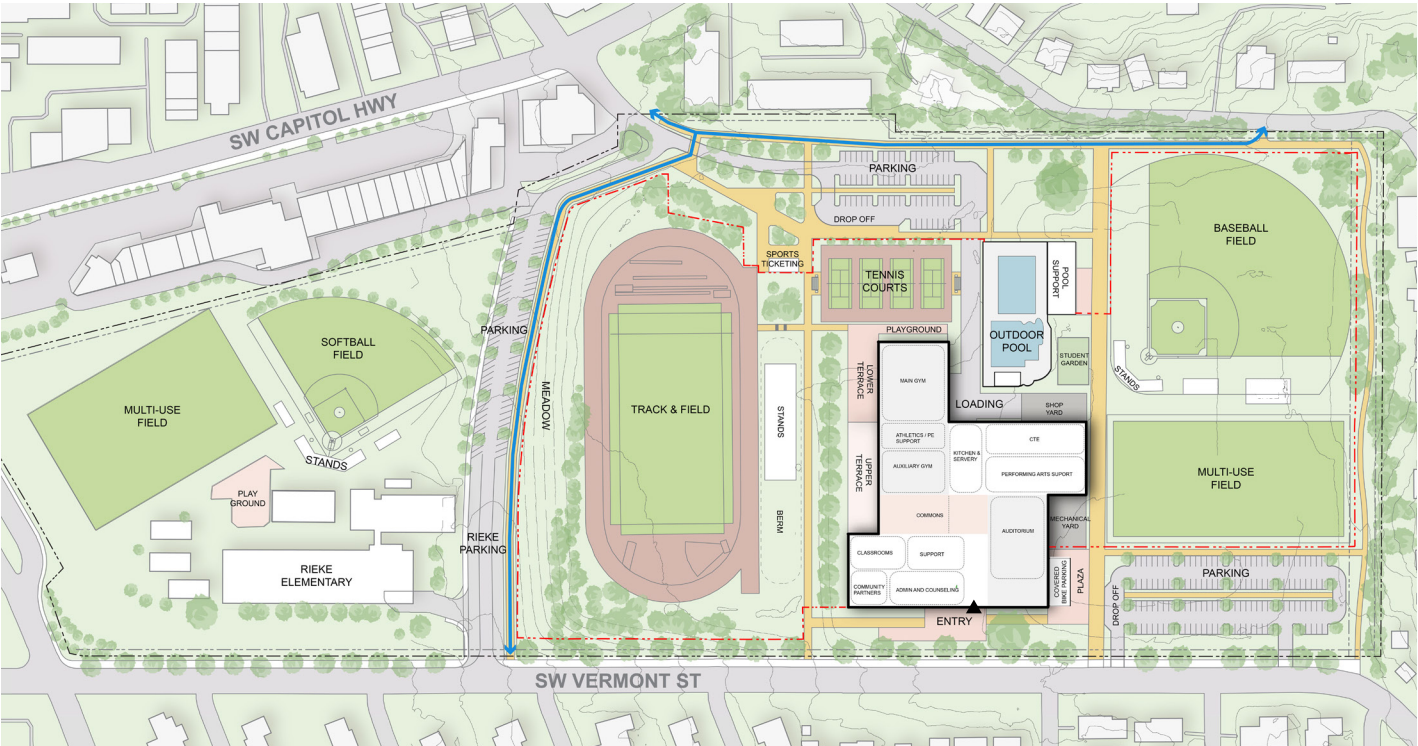 SW CAPITOL HWY
PARKING
DROP OFF
SPORTS
TICKETING
TENNIS
COURTS
POOL
SUPPORT
BASEBALL
FIELD
SOFTBALL
FIELD
PARKING
PLAYGROUND
OUTDOOR
POOL
STUDENT
GARDEN
STANDS
MULTI-USE
FIELD
MEADOW
TRACK & FIELD
STANDS
LOWER
TERRACE
MAIN GYM
LOADING
SHOP
YARD
STANDS
ATHLETICS / PE
SUPPORT
KITCHEN &
SERVERY
CTE
AUXILIARY GYM
PERFORMING ARTS SUPORT
UPPER
TERRACE
MULTI-USE
FIELD
PLAY
GROUND
BERM
COMMONS
AUDITORIUM
MECHANICAL
YARD
RIEKE
PARKING
RIEKE
ELEMENTARY
CLASSROOMS
SUPPORT
COMMUNITY
PARTNERS
ADMIN AND COUNSELING
COVERED
BIKE PARKING
PLAZA
DROP OFF
PARKING
ENTRY
SW VERMONT ST